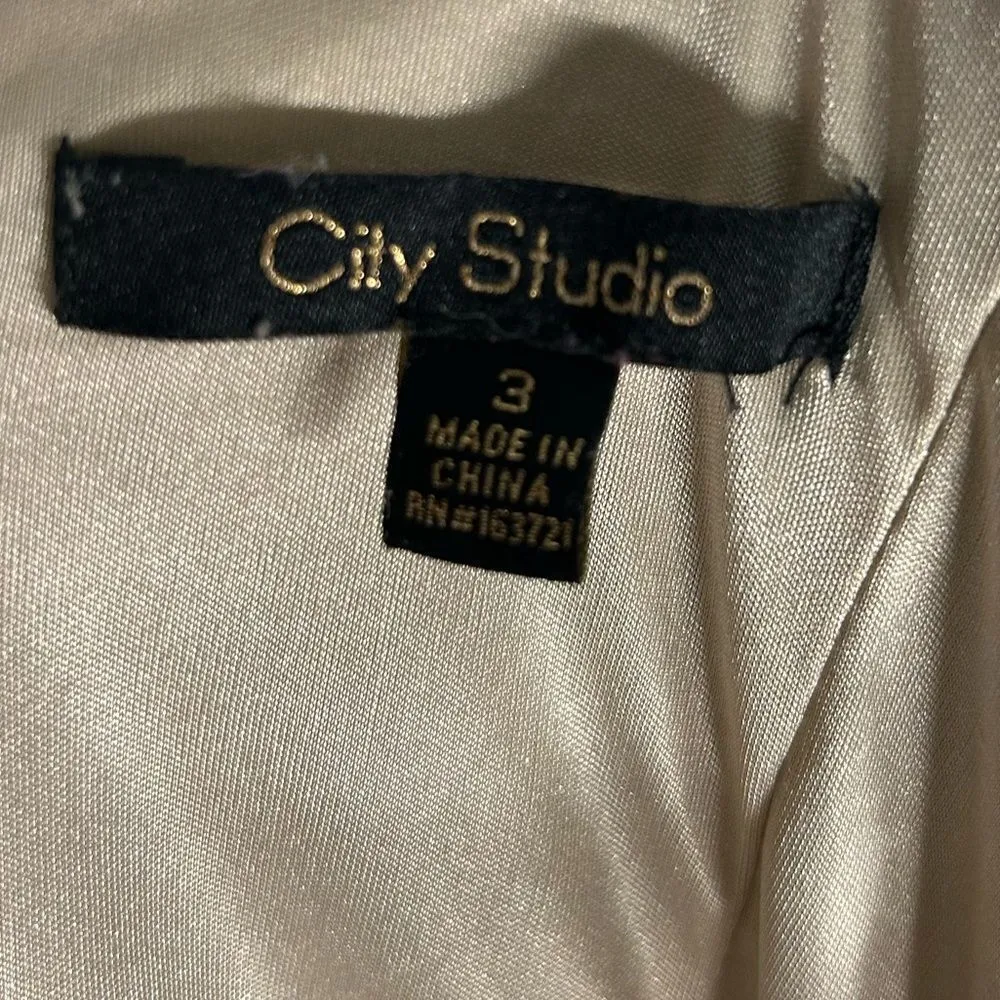 City Studio
3
MADE IN
CHINA
RN#163721